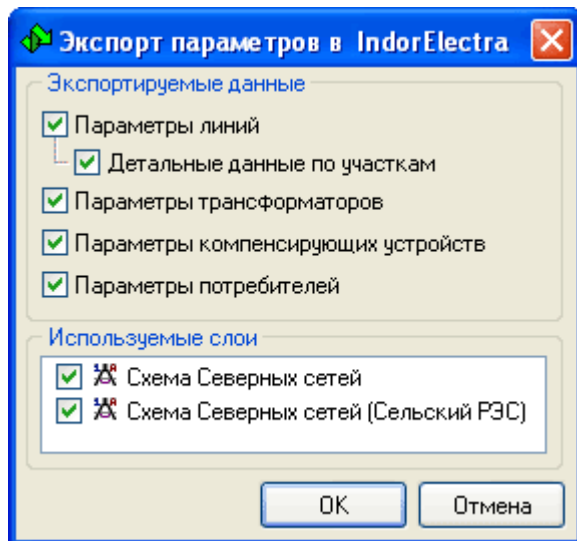 Экспорт параметров в IndorElectra
Экспортируемые данные
Параметры линий
Детальные данные по участкам
Параметры трансформаторов
Параметры компенсирующих устройств
Параметры потребителей
Используемые слои
Схема Северных сетей
Схема Северных сетей (Сельский РЭС)
OK
Отмена